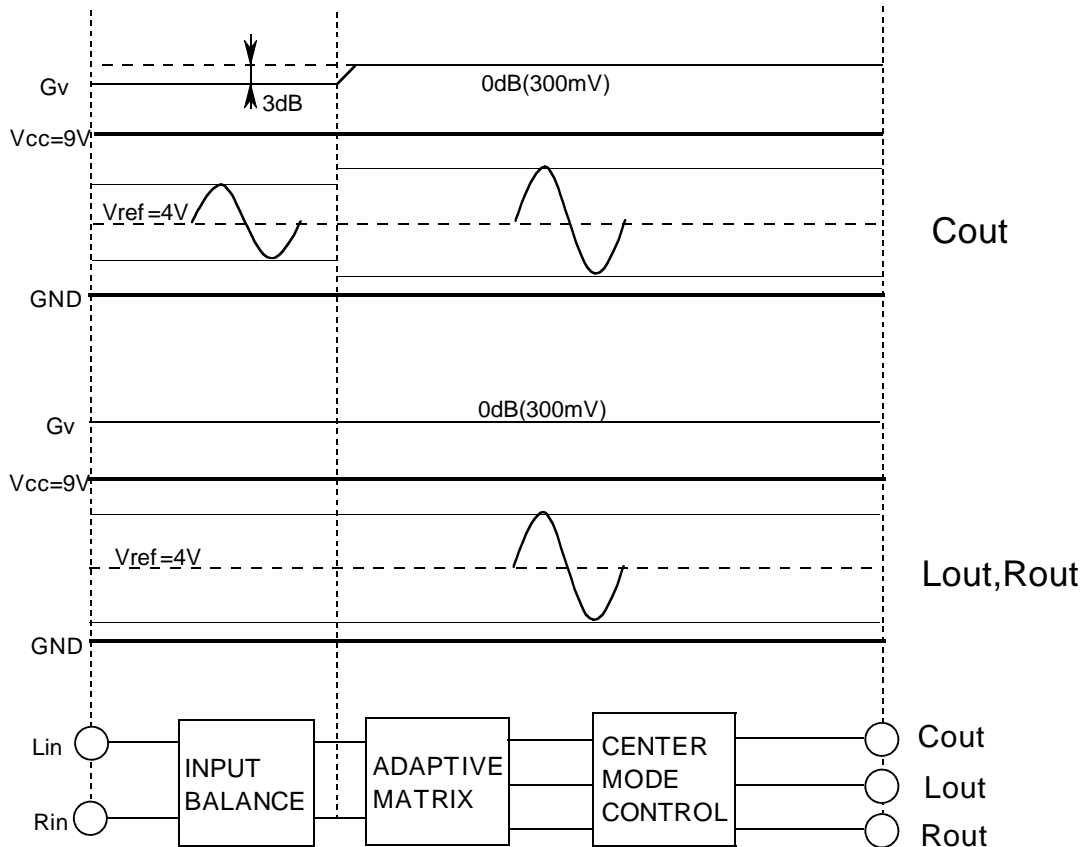 Gv
3dB
0dB(300mV)
Vcc=9V
Vref=4V
Cout
GND
0dB(300mV)
Gv
Vcc=9V
Vref=4V
Lout,Rout
GND
Lin
Rin
INPUT
BALANCE
ADAPTIVE
MATRIX
CENTER
MODE
CONTROL
Cout
Lout
Rout